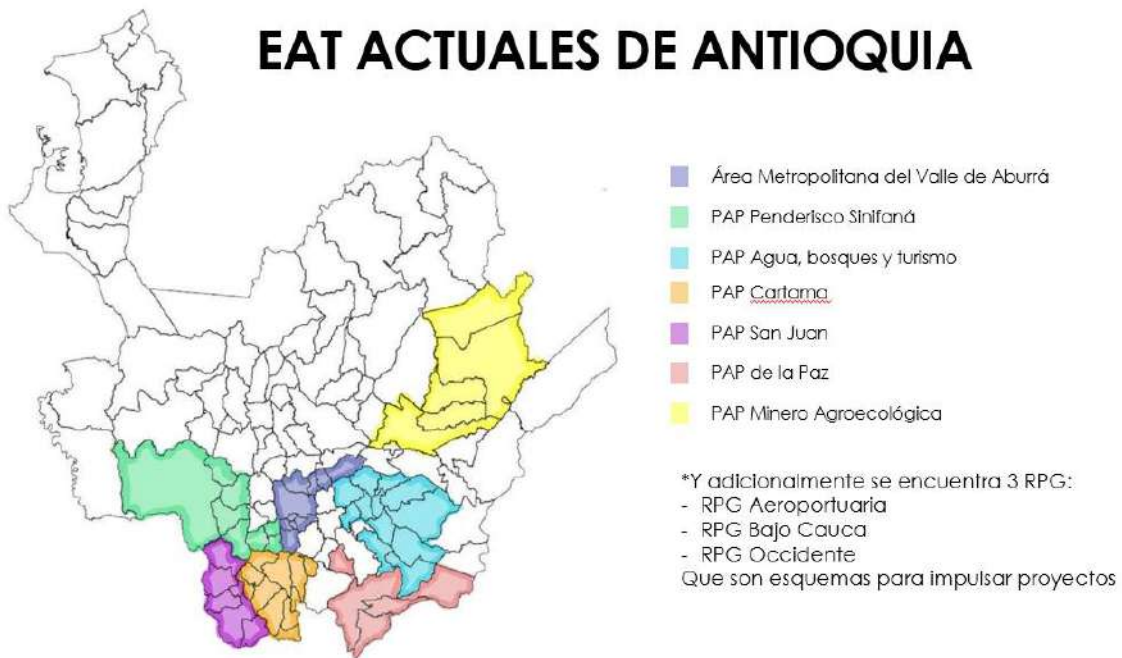 EAT ACTUALES DE ANTIOQUIA
Área Metropolitana del Valle de Aburrá
PAP Penderisco Sinifaná
PAP Agua, bosques y turismo
PAP Cartama
PAP San Juan
PAP de la Paz
PAP Minero Agroecológica
*Y adicionalmente se encuentra 3 RPG:
- RPG Aeroportuaria
- RPG Bajo Cauca
- RPG Occidente
Que son esquemas para impulsar proyectos